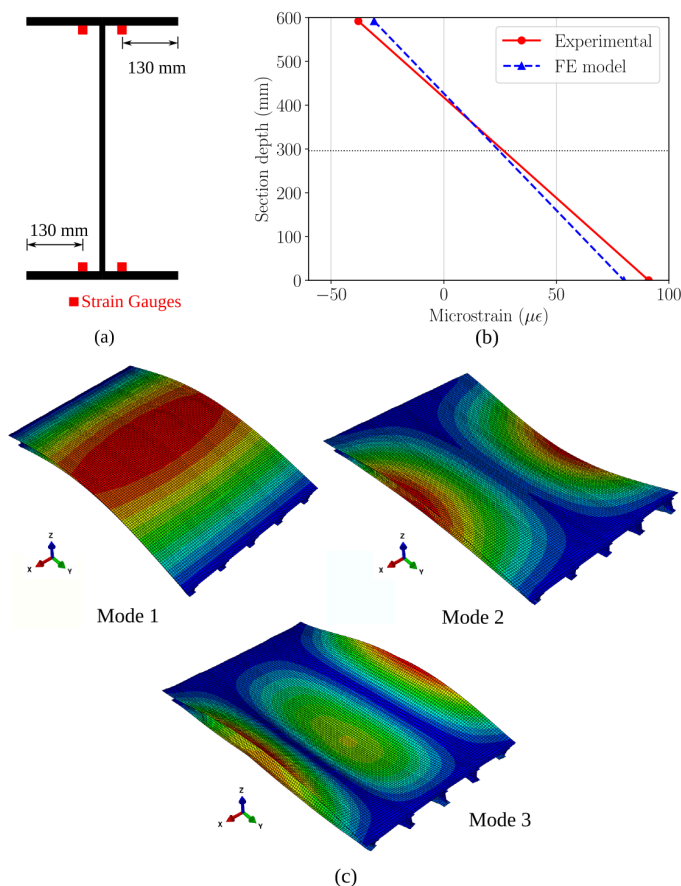 130 mm
130 mm
Strain Gauges
(a)
600
500
400
300
200
100
0
Section depth (mm)
Experimental
FE model
−50
0
50
100
Microstrain (μϵ)
(b)
Z
X
Y
Mode 1
Z
X
Y
Mode 2
Z
X
Y
Mode 3
(c)